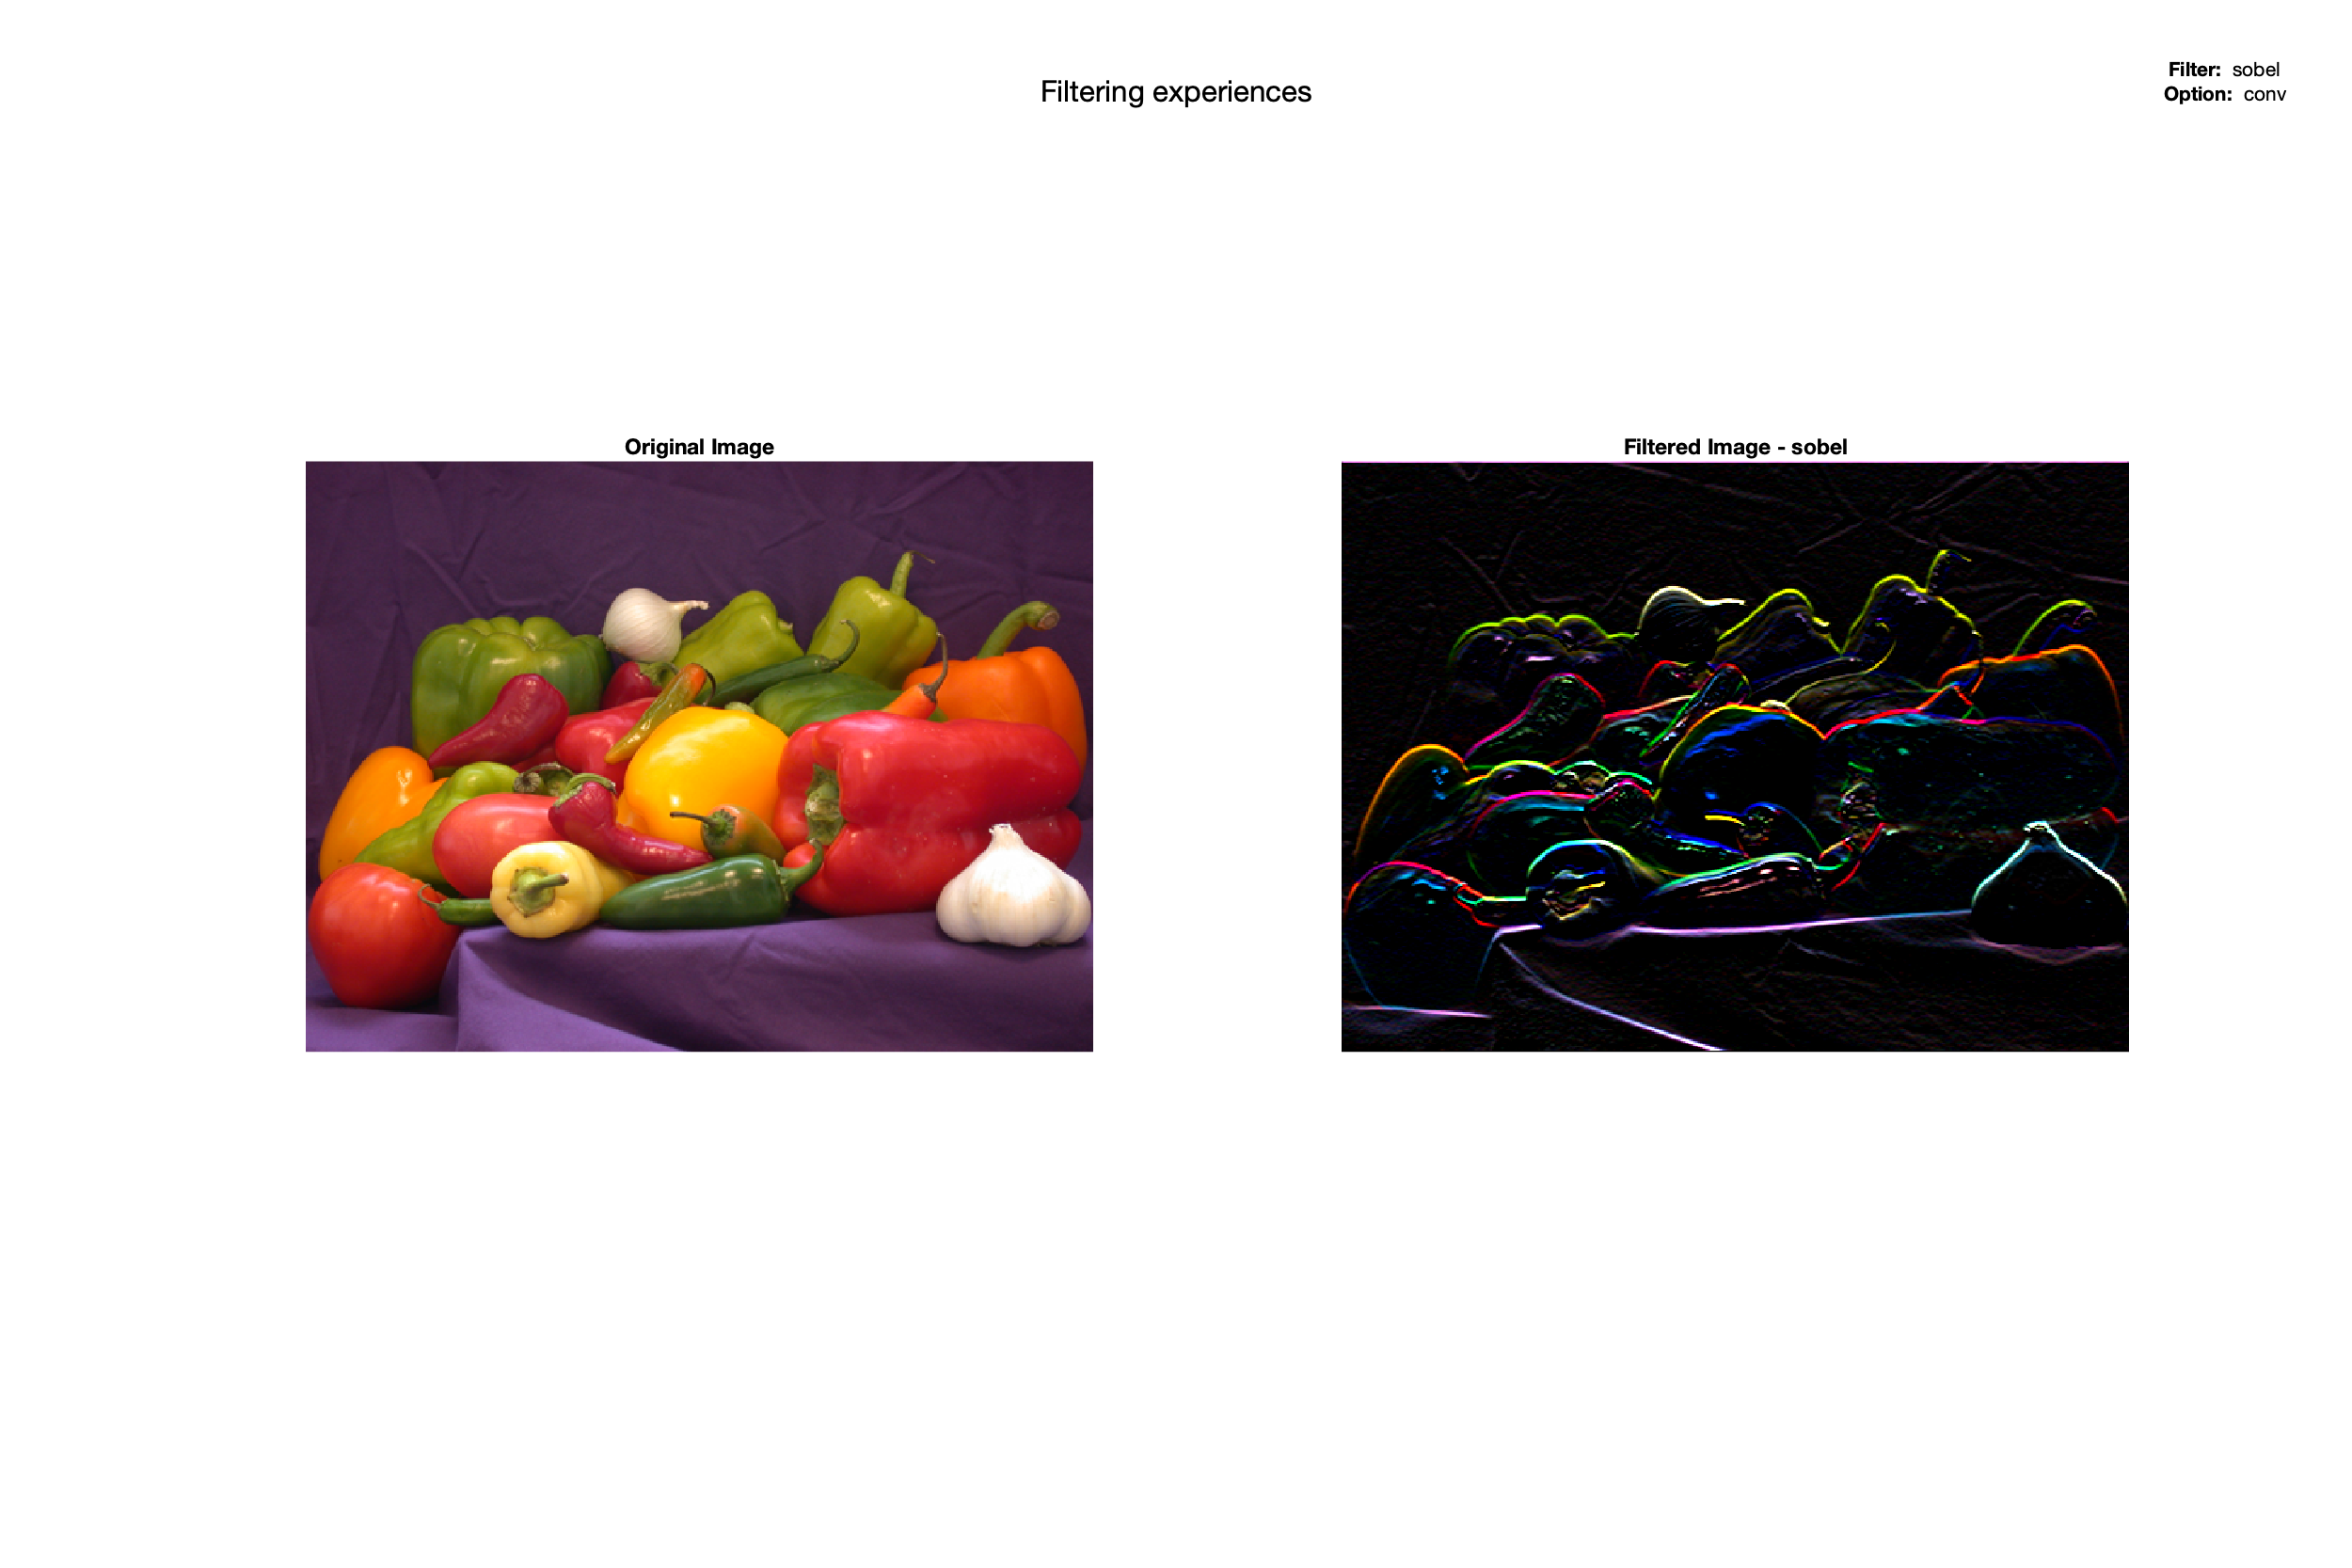 Filtering experiences
Filter: sobel
Option: conv
Original Image
Filtered Image - sobel